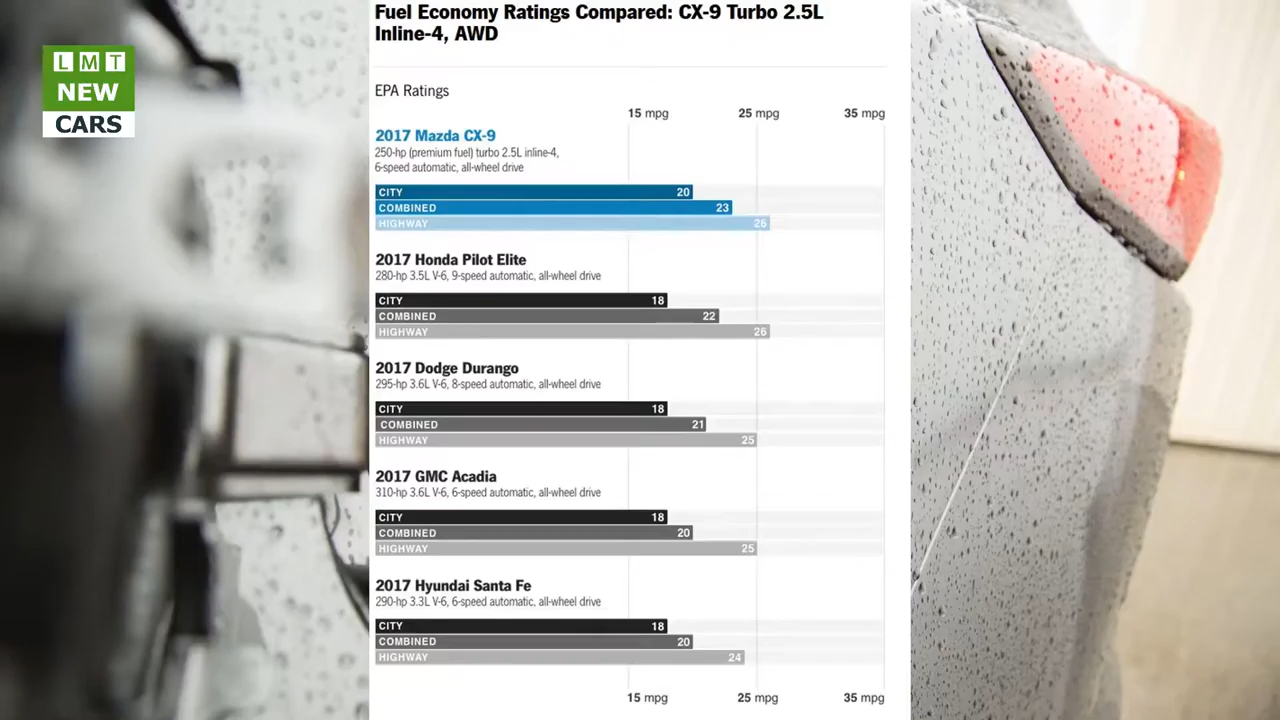 LMT
NEW
CARS
Fuel Economy Ratings Compared: CX-9 Turbo 2.5L
Inline-4, AWD
EPA Ratings
15 mpg 25 mpg 35 mpg
2017 Mazda CX-9
250-hp (premium fuel) turbo 2.5L inline-4,
6-speed automatic, all-wheel drive
CITY 20
COMBINED 23
HIGHWAY 26
2017 Honda Pilot Elite
280-hp 3.5L V-6, 9-speed automatic, all-wheel drive
CITY 18
COMBINED 22
HIGHWAY 26
2017 Dodge Durango
295-hp 3.6L V-6, 8-speed automatic, all-wheel drive
CITY 18
COMBINED 21
HIGHWAY 25
2017 GMC Acadia
310-hp 3.6L V-6, 6-speed automatic, all-wheel drive
CITY 18
COMBINED 20
HIGHWAY 25
2017 Hyundai Santa Fe
290-hp 3.3L V-6, 6-speed automatic, all-wheel drive
CITY 18
COMBINED 20
HIGHWAY 24
15 mpg 25 mpg 35 mpg